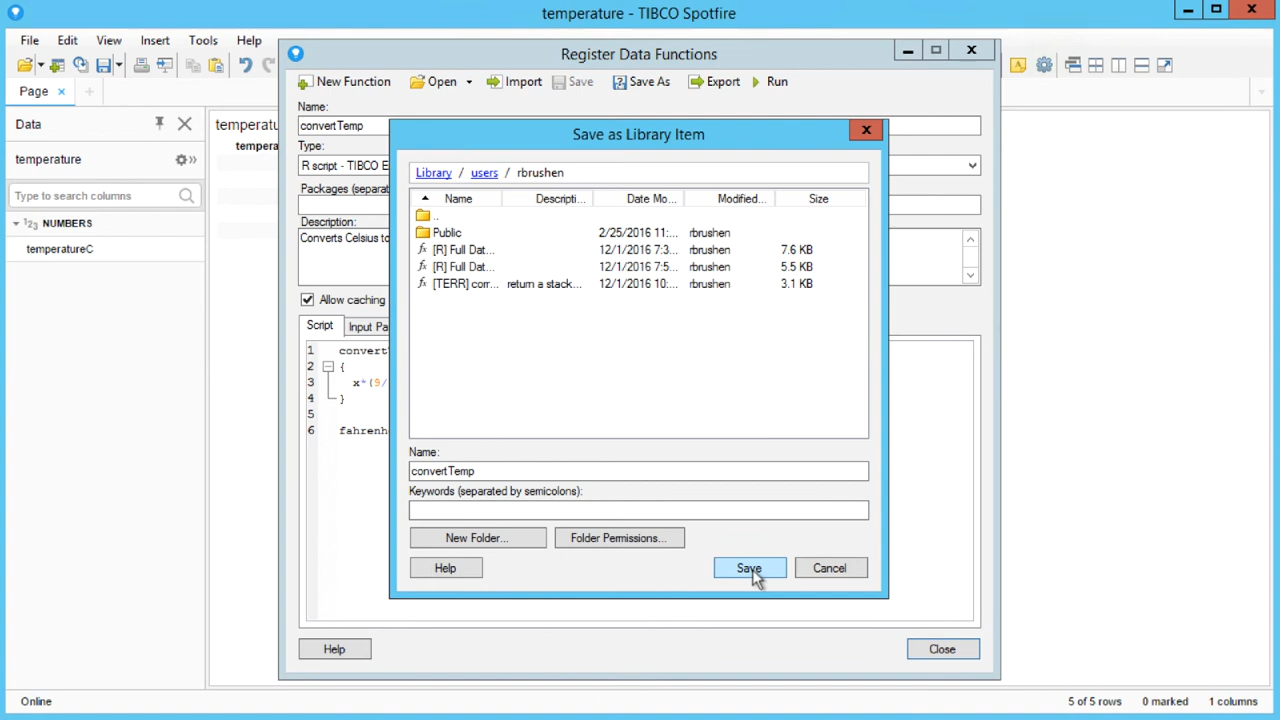 temperature - TIBCO Spotfire
File Edit View Insert Tools Help
Page
Data
temperature
Type to search columns
123 NUMBERS
temperatureC
temperatu
tempera
Register Data Functions
New Function Open Import Save Save As Export Run
Name:
convertTemp
Type:
R script - TIBCO E
Packages (separat
Description:
Converts Celsius to
Allow caching
Script Input Pa
1 convert
2 {
3 x*(9/
4 }
5
6 fahrenh
Help Close
Save as Library Item
Library / users / rbrushen
Name Descripti... Date Mo... Modified... Size
..
Public 2/25/2016 11:... rbrushen
fx [R] Full Dat... 12/1/2016 7:3... rbrushen 7.6 KB
fx [R] Full Dat... 12/1/2016 7:5... rbrushen 5.5 KB
fx [TERR] corr... return a stack... 12/1/2016 10:... rbrushen 3.1 KB
Name:
convertTemp
Keywords (separated by semicolons):
New Folder... Folder Permissions...
Help Save Cancel
Online 5 of 5 rows 0 marked 1 columns